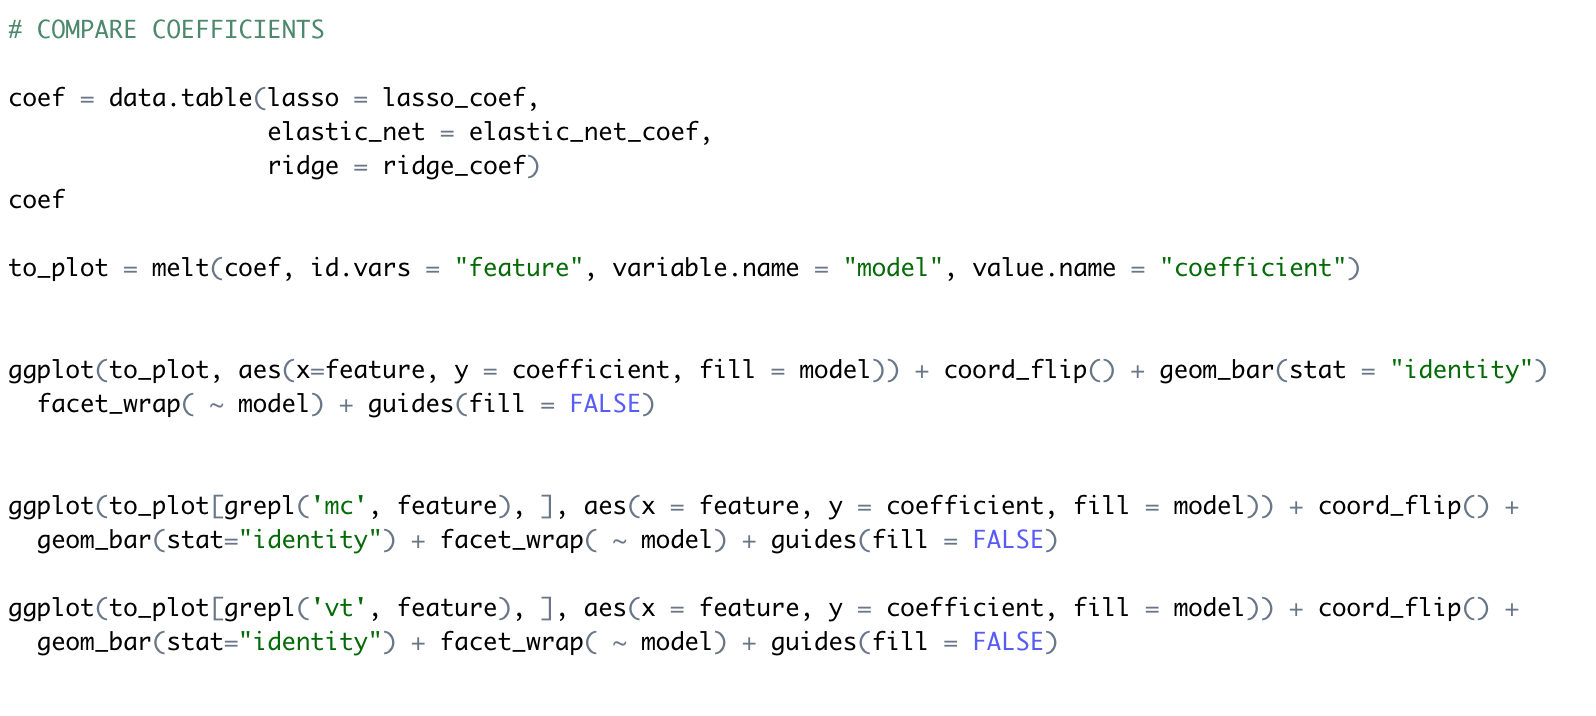 # COMPARE COEFFICIENTS
coef = data.table(lasso = lasso_coef,
                  elastic_net = elastic_net_coef,
                  ridge = ridge_coef)
coef
to_plot = melt(coef, id.vars = "feature", variable.name = "model", value.name = "coefficient")
ggplot(to_plot, aes(x=feature, y = coefficient, fill = model)) + coord_flip() + geom_bar(stat = "identity")
  facet_wrap( ~ model) + guides(fill = FALSE)
ggplot(to_plot[grepl('mc', feature), ], aes(x = feature, y = coefficient, fill = model)) + coord_flip() +
  geom_bar(stat="identity") + facet_wrap( ~ model) + guides(fill = FALSE)
ggplot(to_plot[grepl('vt', feature), ], aes(x = feature, y = coefficient, fill = model)) + coord_flip() +
  geom_bar(stat="identity") + facet_wrap( ~ model) + guides(fill = FALSE)